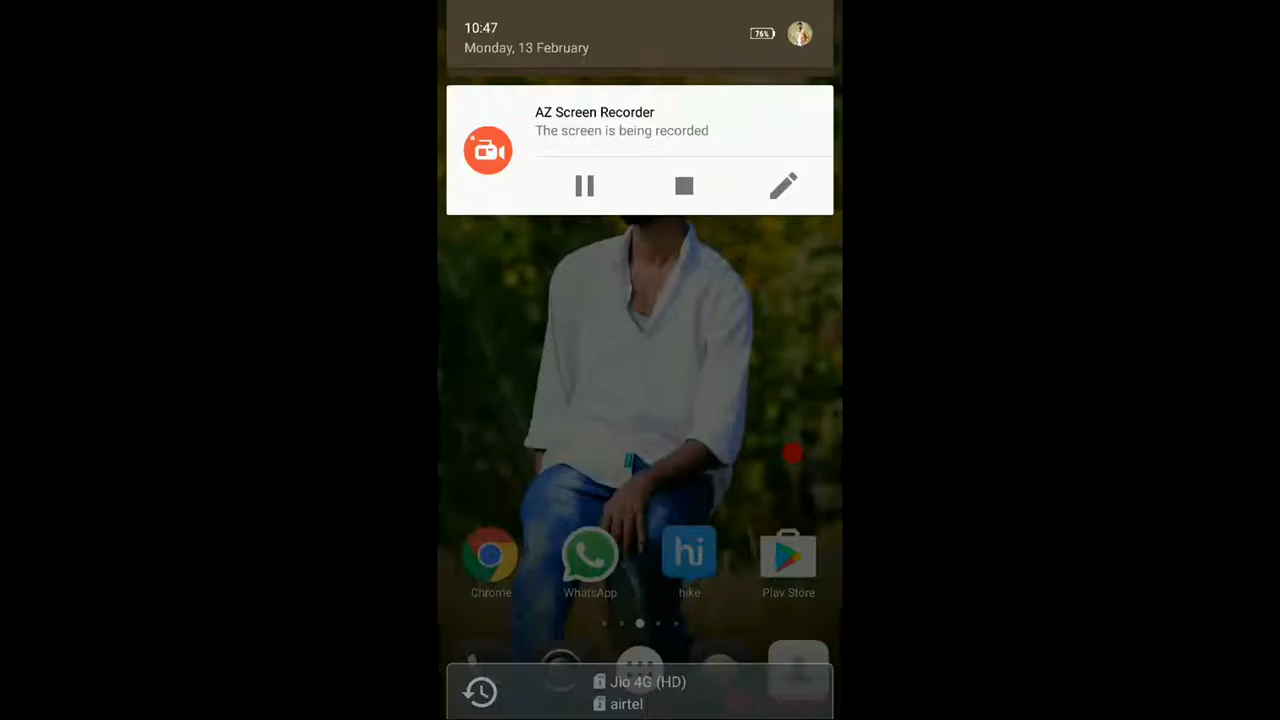 10:47
Monday, 13 February
76%
AZ Screen Recorder
The screen is being recorded
hi
Chrome
WhatsApp
hike
Play Store
Jio 4G (HD)
airtel